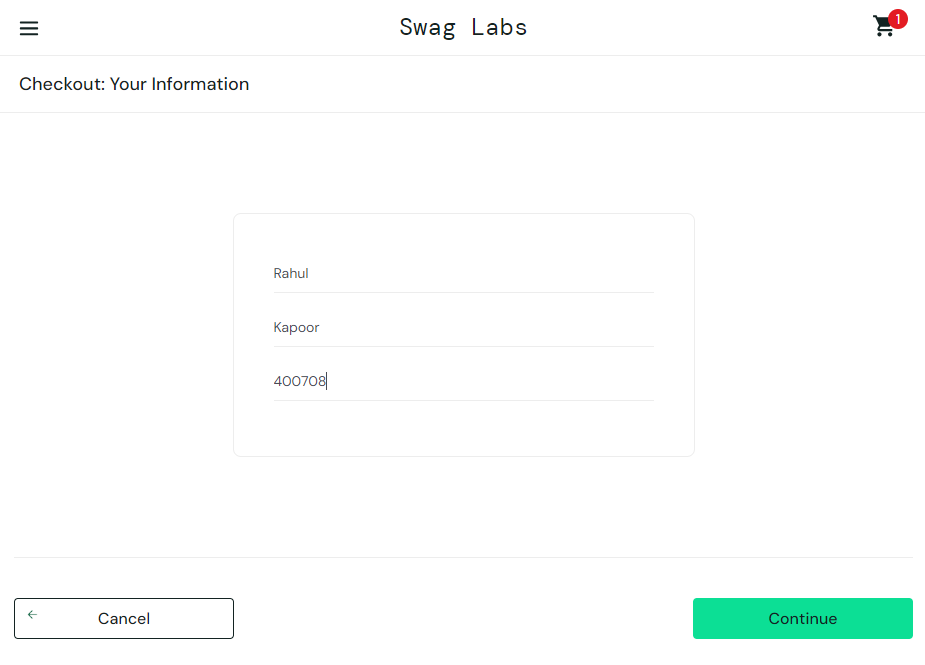 Swag Labs
1
Checkout: Your Information
Rahul
Kapoor
400708
Cancel
Continue